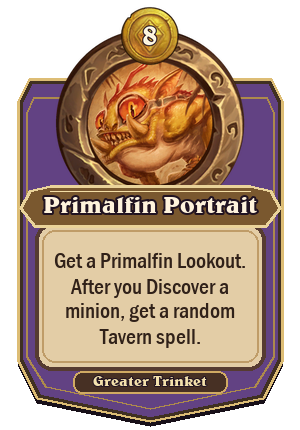 8
Primalfin Portrait
Get a Primalfin Lookout.
After you Discover a
minion, get a random
Tavern spell.
Greater Trinket